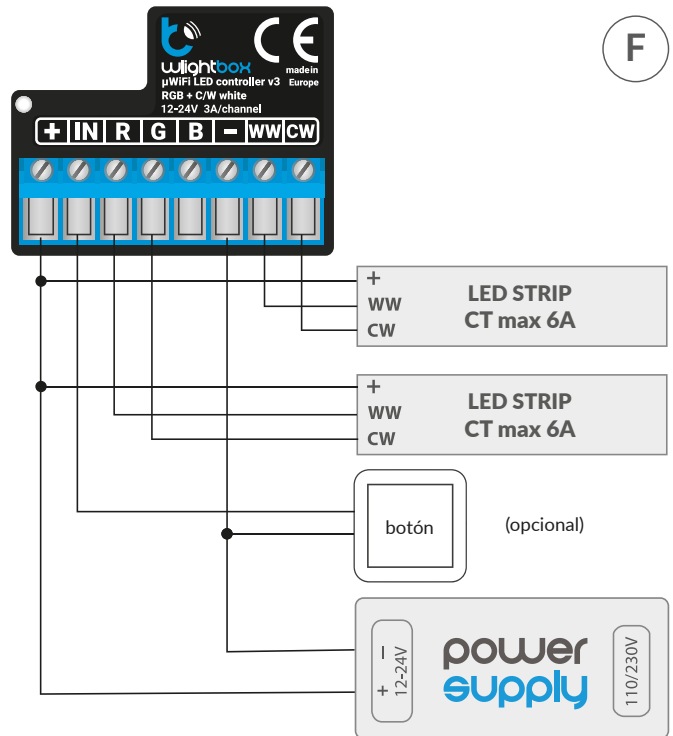 F
wlightbox
made in
Europe
µWiFi LED controller v3
RGB + C/W white
12-24V 3A/channel
+ IN R G B − WW CW
+
WW
CW
LED STRIP
CT max 6A
+
WW
CW
LED STRIP
CT max 6A
botón
(opcional)
− +
12-24V
power
supply
110/230V